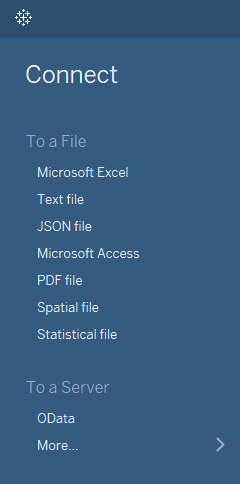 Connect
To a File
Microsoft Excel
Text file
JSON file
Microsoft Access
PDF file
Spatial file
Statistical file
To a Server
OData
More...